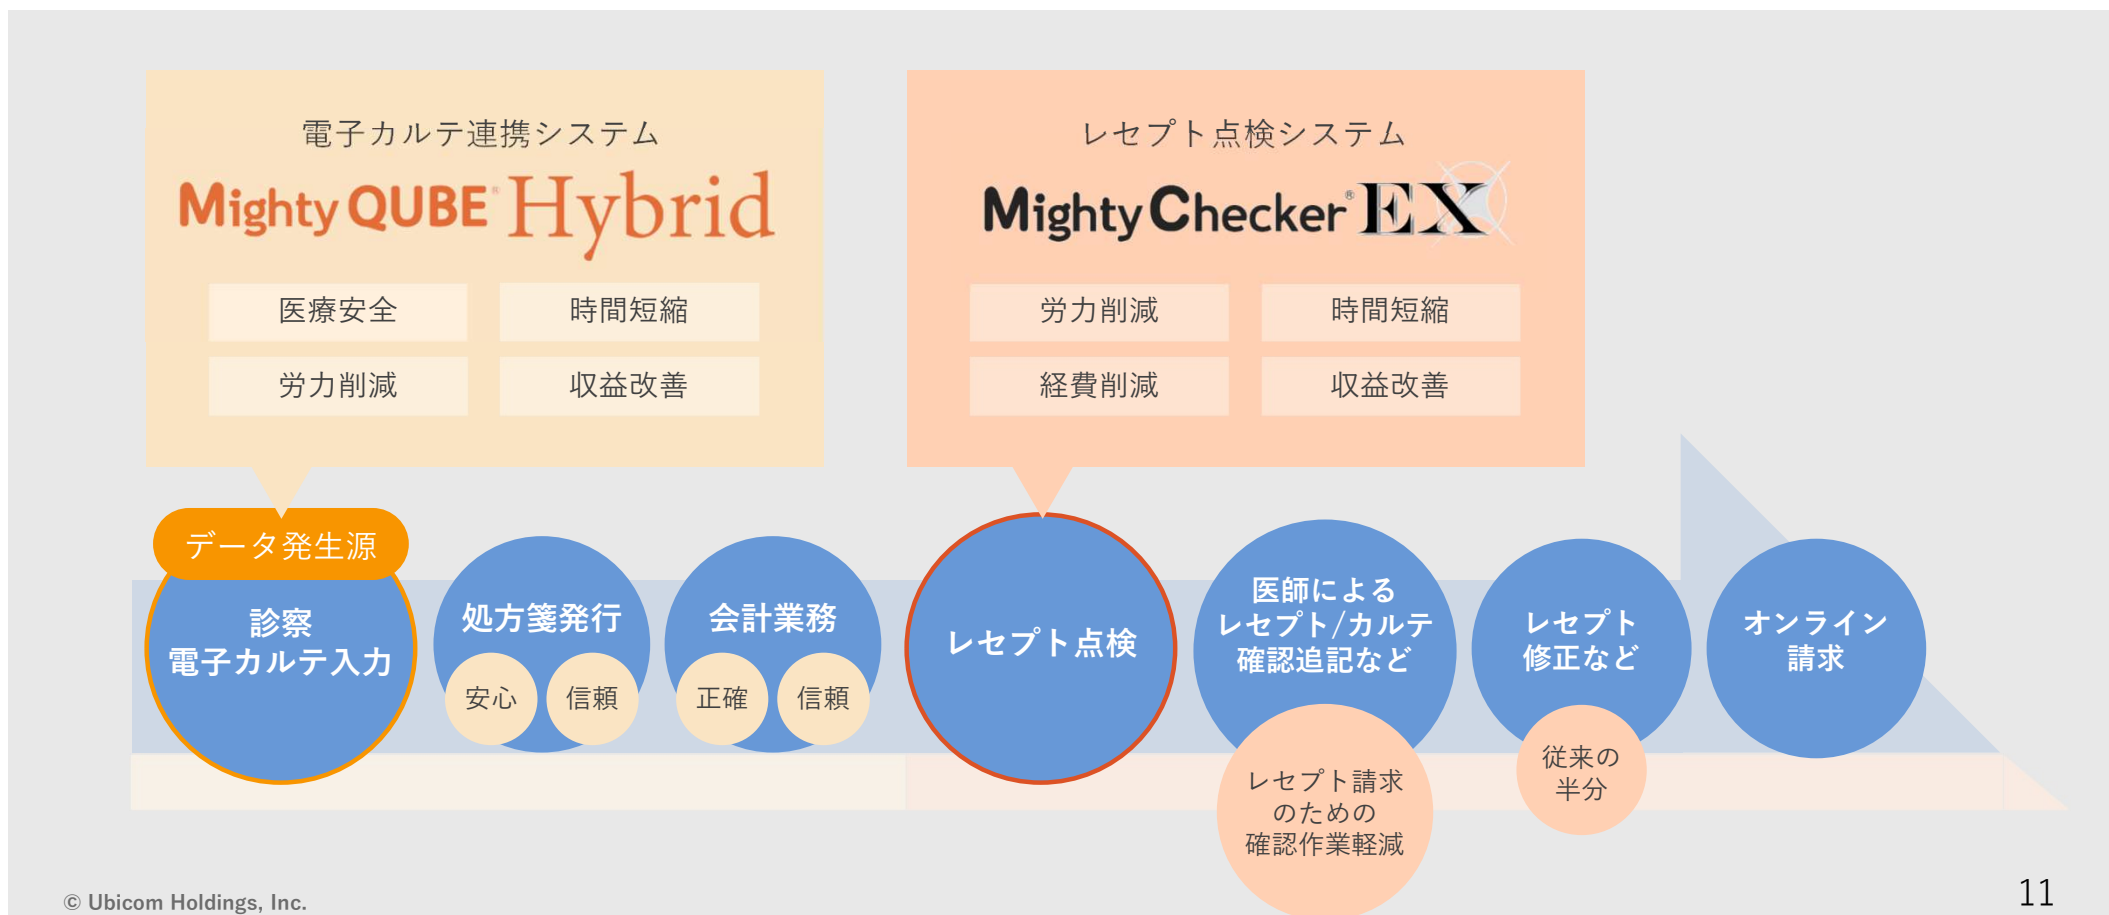 電子カルテ連携システム
MightyQUBE® Hybrid
医療安全
時間短縮
労力削減
収益改善
レセプト点検システム
MightyChecker® EX
労力削減
時間短縮
経費削減
収益改善
データ発生源
診察
電子カルテ入力
処方箋発行
安心
信頼
会計業務
正確
信頼
レセプト点検
医師による
レセプト/カルテ
確認追記など
レセプト請求
のための
確認作業軽減
レセプト
修正など
従来の
半分
オンライン
請求
© Ubicom Holdings, Inc.
11